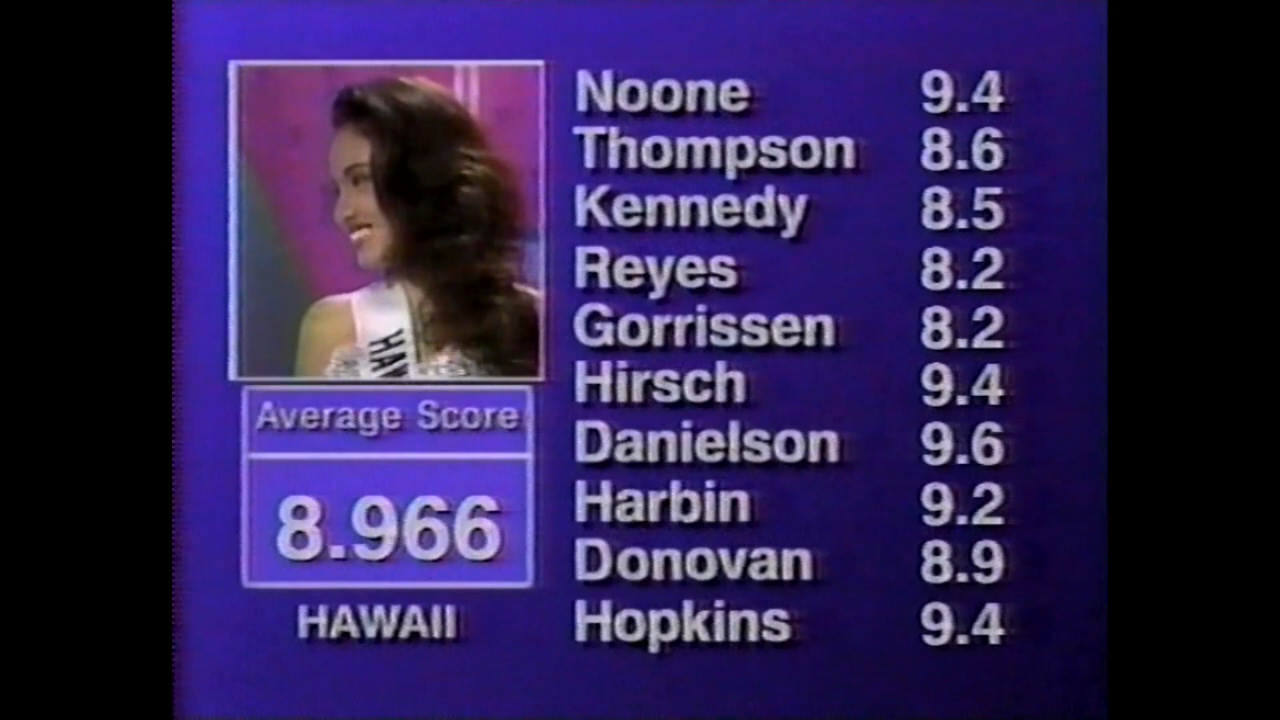 HAW
Average Score
8.966
HAWAII
Noone 9.4
Thompson 8.6
Kennedy 8.5
Reyes 8.2
Gorrissen 8.2
Hirsch 9.4
Danielson 9.6
Harbin 9.2
Donovan 8.9
Hopkins 9.4